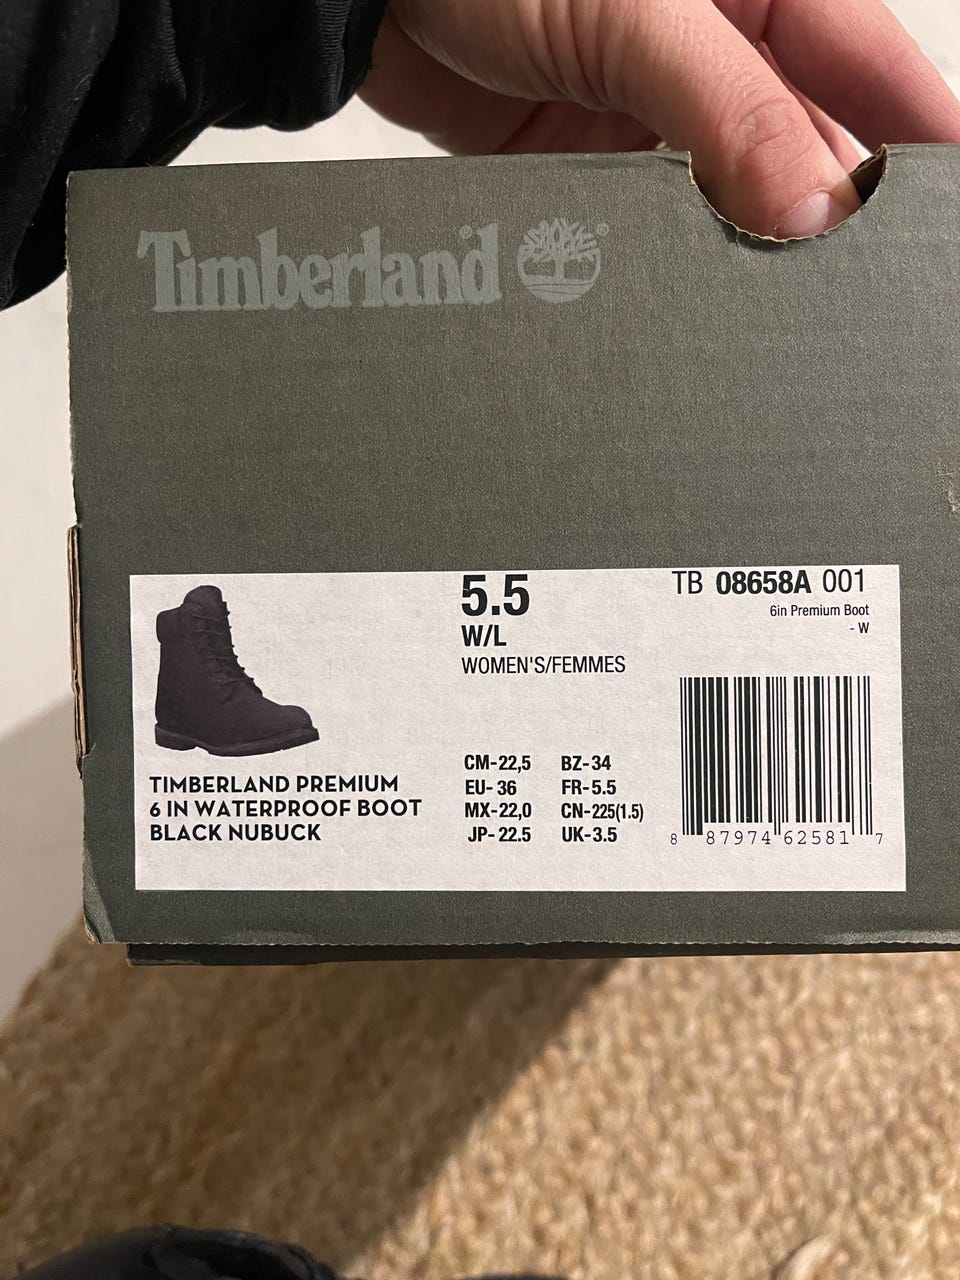 Timberland® ®
5.5
W/L
WOMEN'S/FEMMES
TB 08658A 001
6in Premium Boot
- W
TIMBERLAND PREMIUM
6 IN WATERPROOF BOOT
BLACK NUBUCK
CM-22,5 BZ-34
EU- 36 FR-5.5
MX-22,0 CN-225(1.5)
JP- 22.5 UK-3.5
8 87974 62581 7